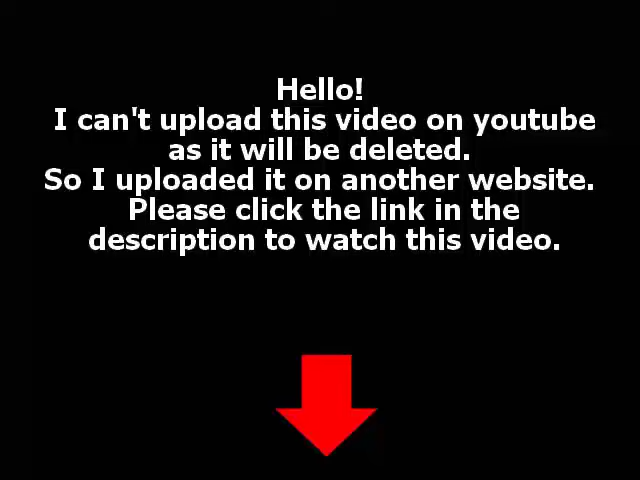 Hello!
I can't upload this video on youtube
as it will be deleted.
So I uploaded it on another website.
Please click the link in the
description to watch this video.